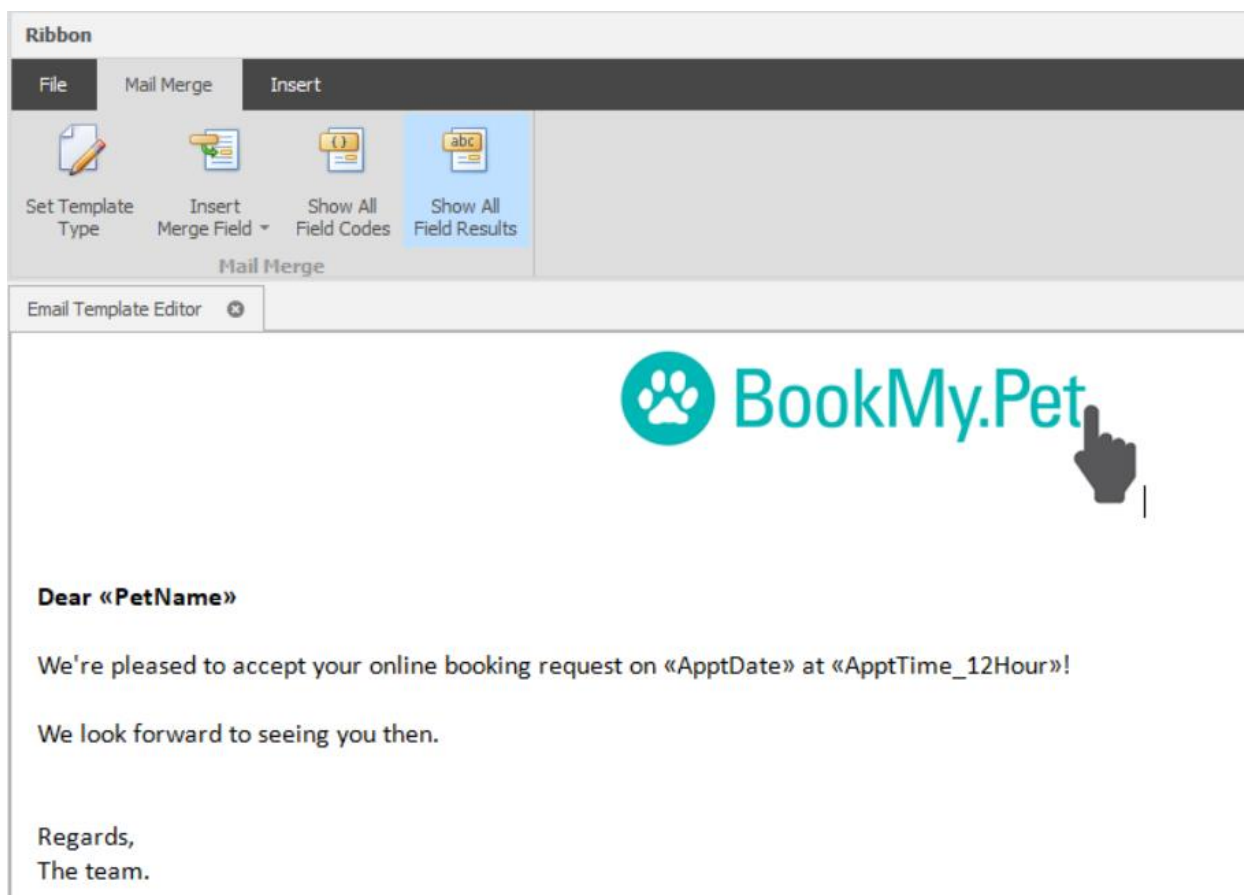 Ribbon
File Mail Merge Insert
Set Template Type
Insert Merge Field
Show All Field Codes
abc
Show All Field Results
Mail Merge
Email Template Editor
BookMy.Pet
Dear «PetName»
We're pleased to accept your online booking request on «ApptDate» at «ApptTime_12Hour»!
We look forward to seeing you then.
Regards,
The team.